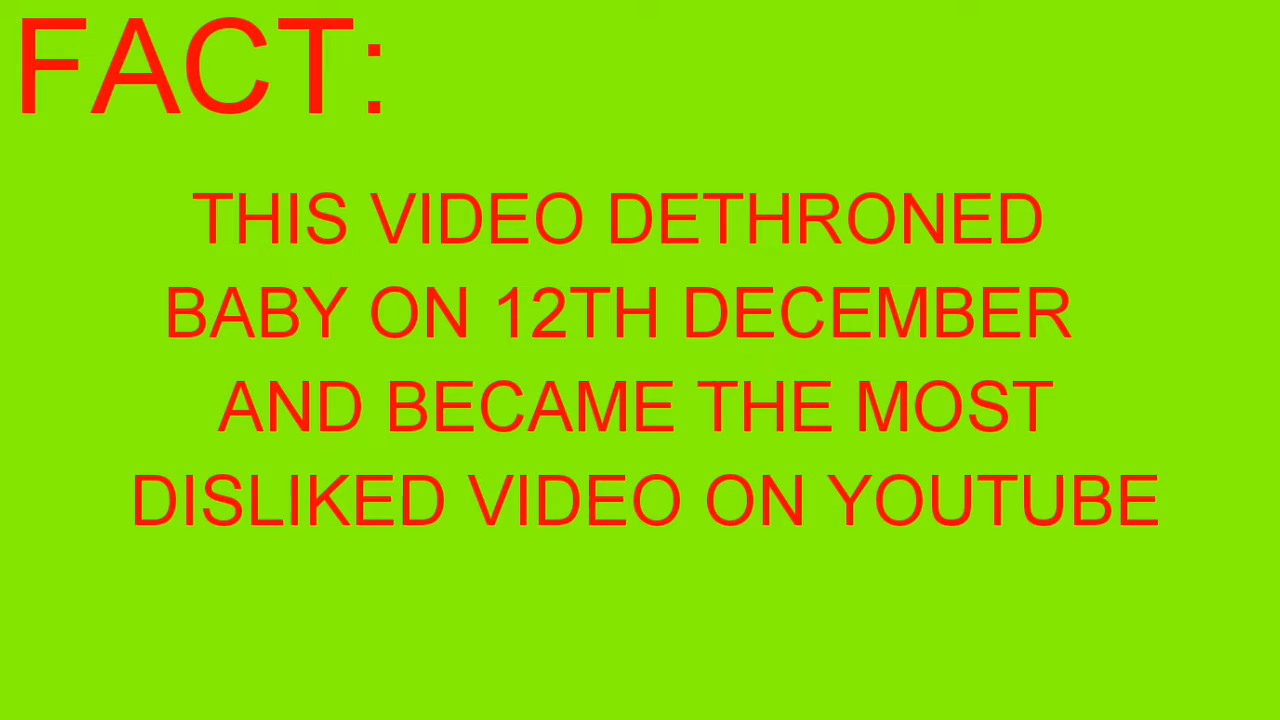 FACT:
THIS VIDEO DETHRONED
BABY ON 12TH DECEMBER
AND BECAME THE MOST
DISLIKED VIDEO ON YOUTUBE